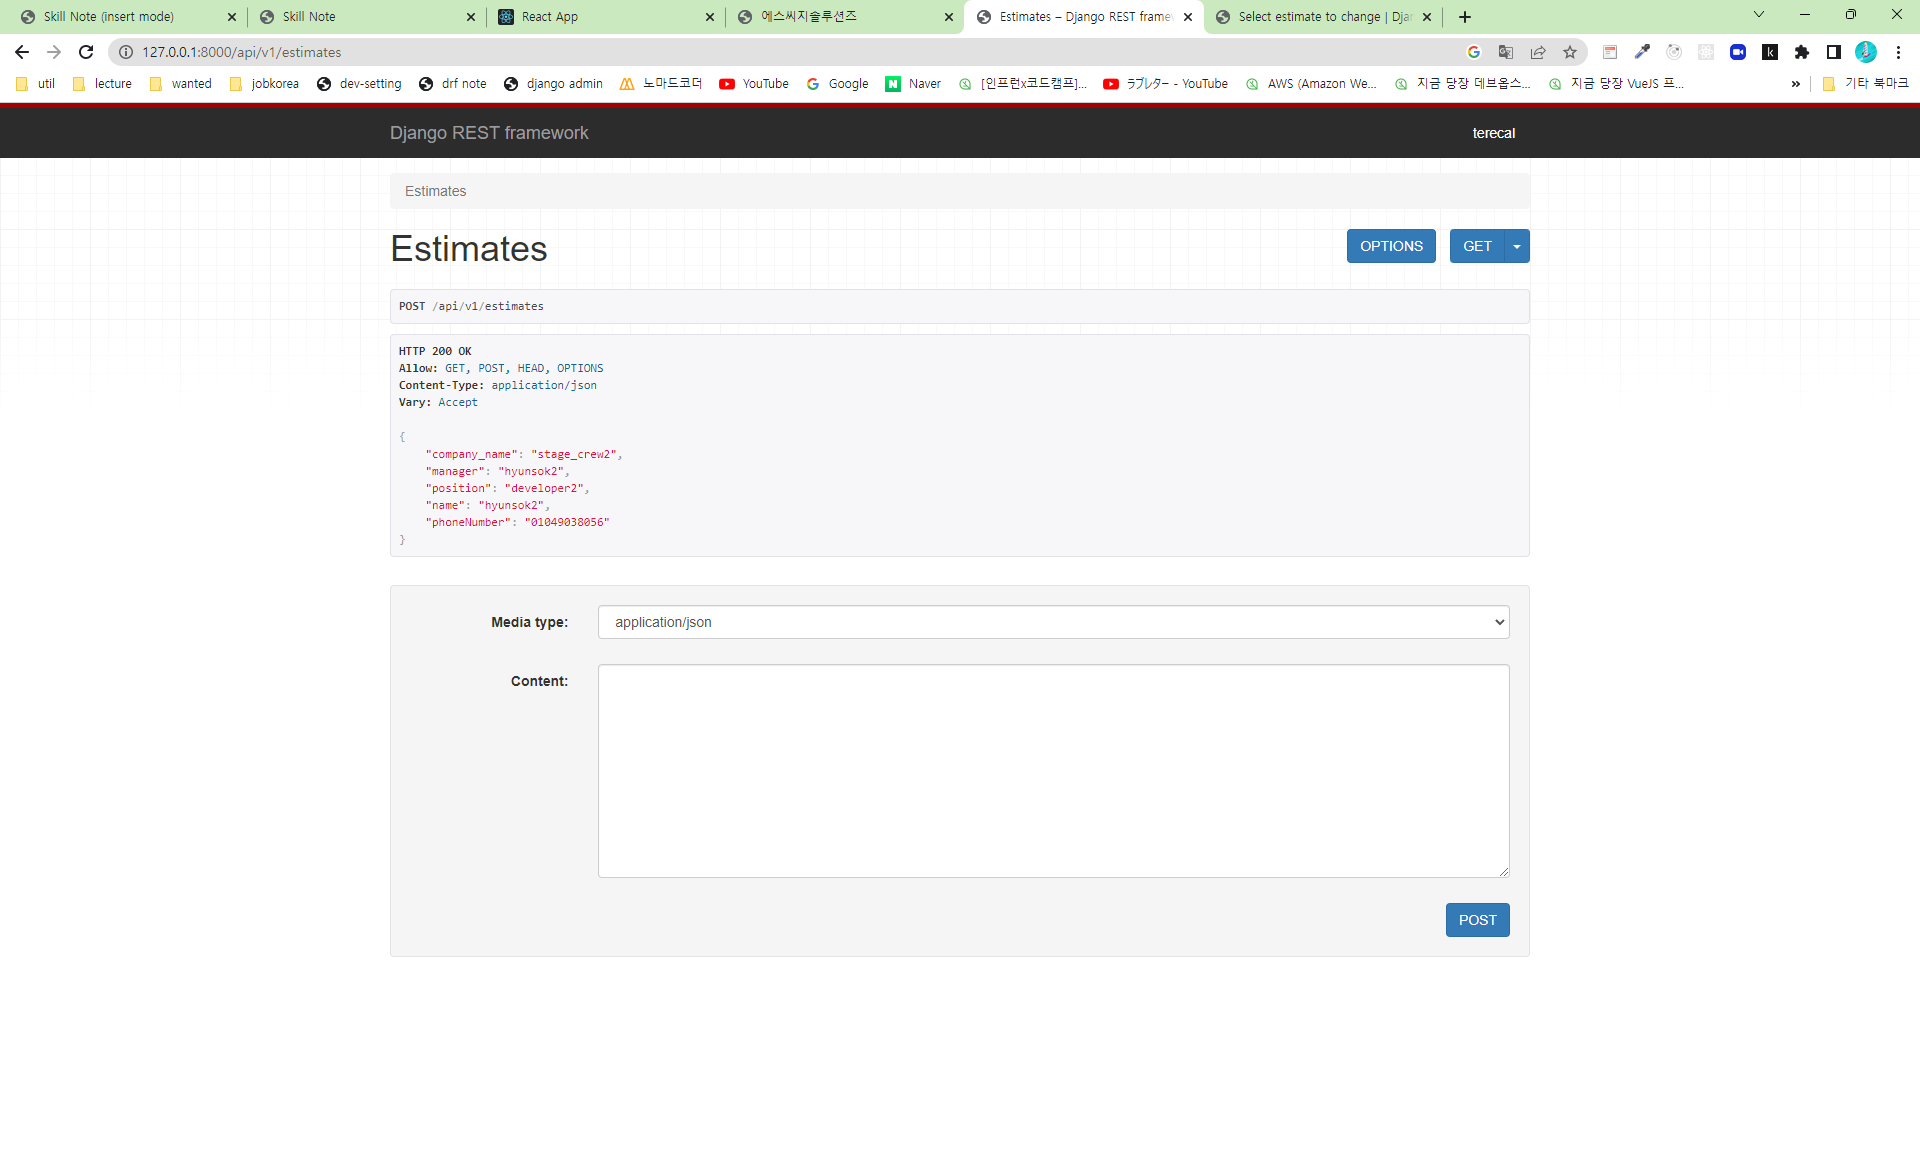 Skill Note (insert mode)
Skill Note
React App
에스씨지솔루션즈
Estimates – Django REST framew
Select estimate to change | Djan
127.0.0.1:8000/api/v1/estimates
util
lecture
wanted
jobkorea
dev-setting
drf note
django admin
노마드코더
YouTube
Google
Naver
[인프런x코드캠프]...
ラブレター - YouTube
AWS (Amazon We...
지금 당장 데브옵스...
지금 당장 VueJS 프...
»
기타 북마크
Django REST framework
terecal
Estimates
Estimates
OPTIONS
GET
POST /api/v1/estimates
HTTP 200 OK
Allow: GET, POST, HEAD, OPTIONS
Content-Type: application/json
Vary: Accept
{
"company_name": "stage_crew2",
"manager": "hyunsok2",
"position": "developer2",
"name": "hyunsok2",
"phoneNumber": "01049038056"
}
Media type:
application/json
Content:
POST